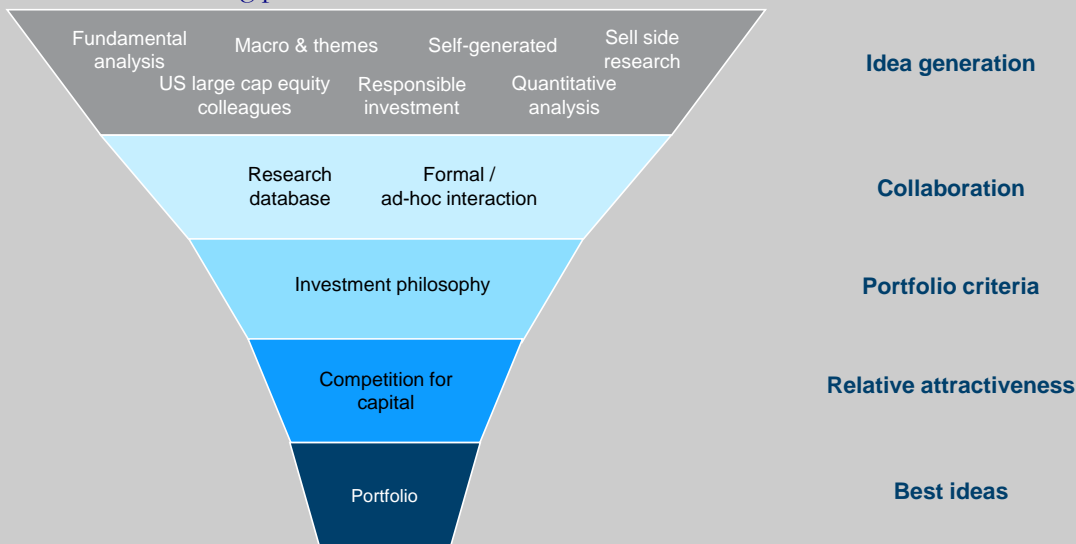 Fundamental
analysis
Macro & themes
Self-generated
Sell side
research
US large cap equity
colleagues
Responsible
investment
Quantitative
analysis
Idea generation
Research
database
Formal /
ad-hoc interaction
Collaboration
Investment philosophy
Portfolio criteria
Competition for
capital
Relative attractiveness
Portfolio
Best ideas